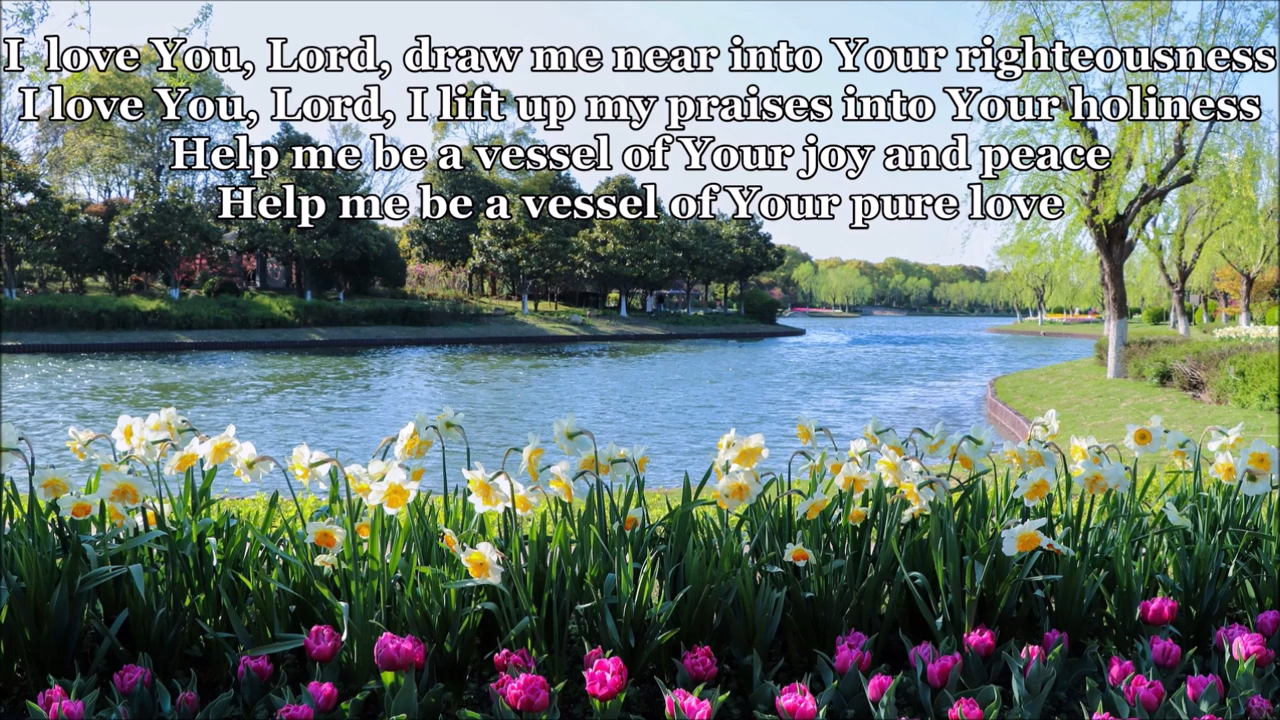 I love You, Lord, draw me near into Your righteousness
I love You, Lord, I lift up my praises into Your holiness
Help me be a vessel of Your joy and peace
Help me be a vessel of Your pure love